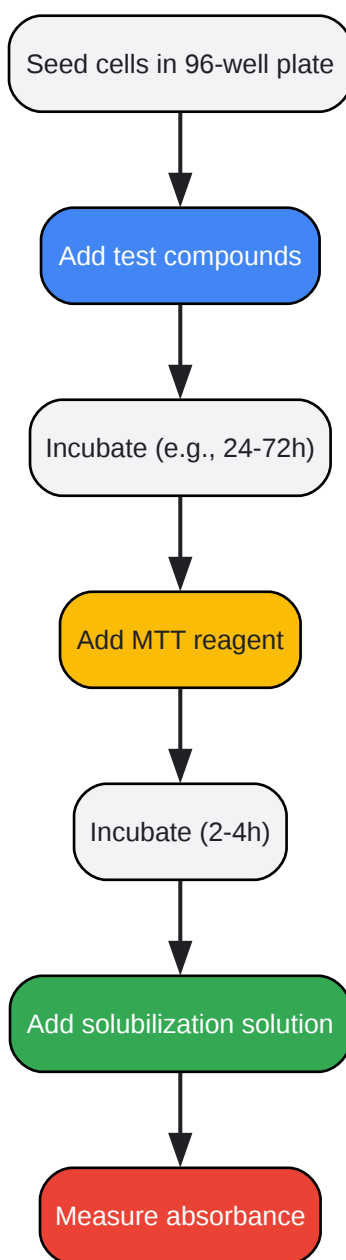 Seed cells in 96-well plate
Add test compounds
Incubate (e.g., 24-72h)
Add MTT reagent
Incubate (2-4h)
Add solubilization solution
Measure absorbance